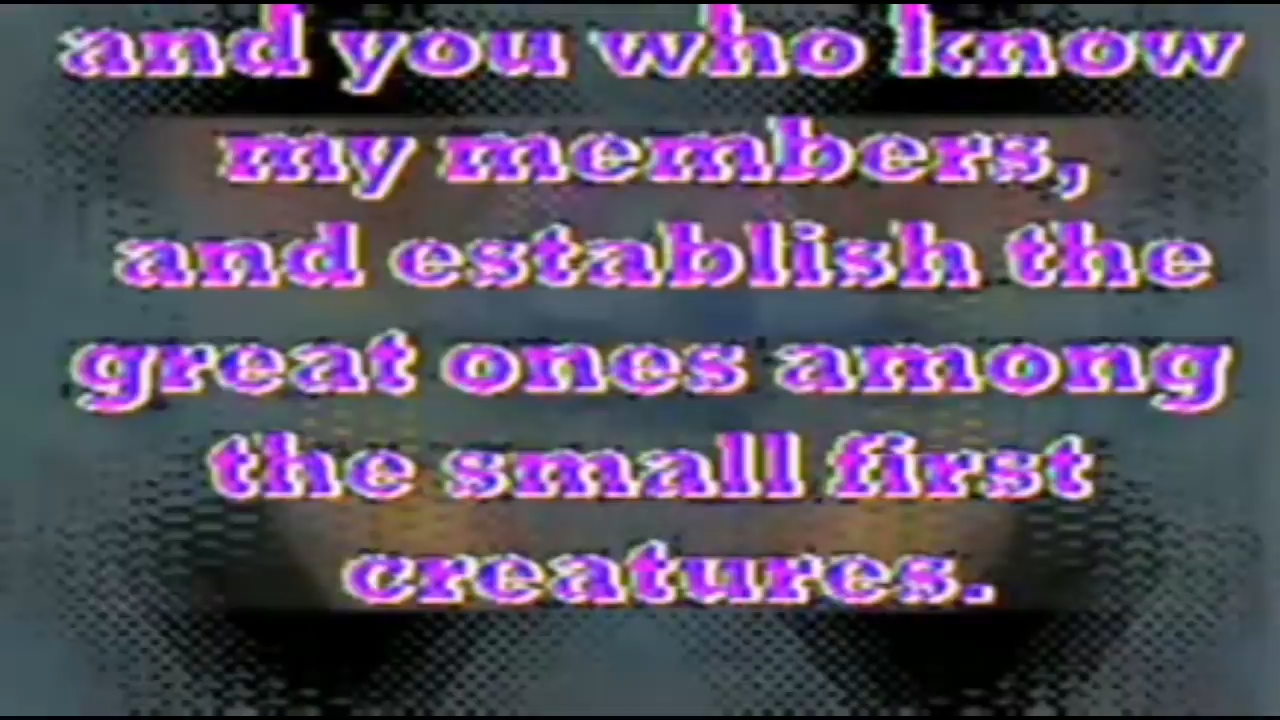 and you who know
my members,
and establish the
great ones among
the small first
creatures.